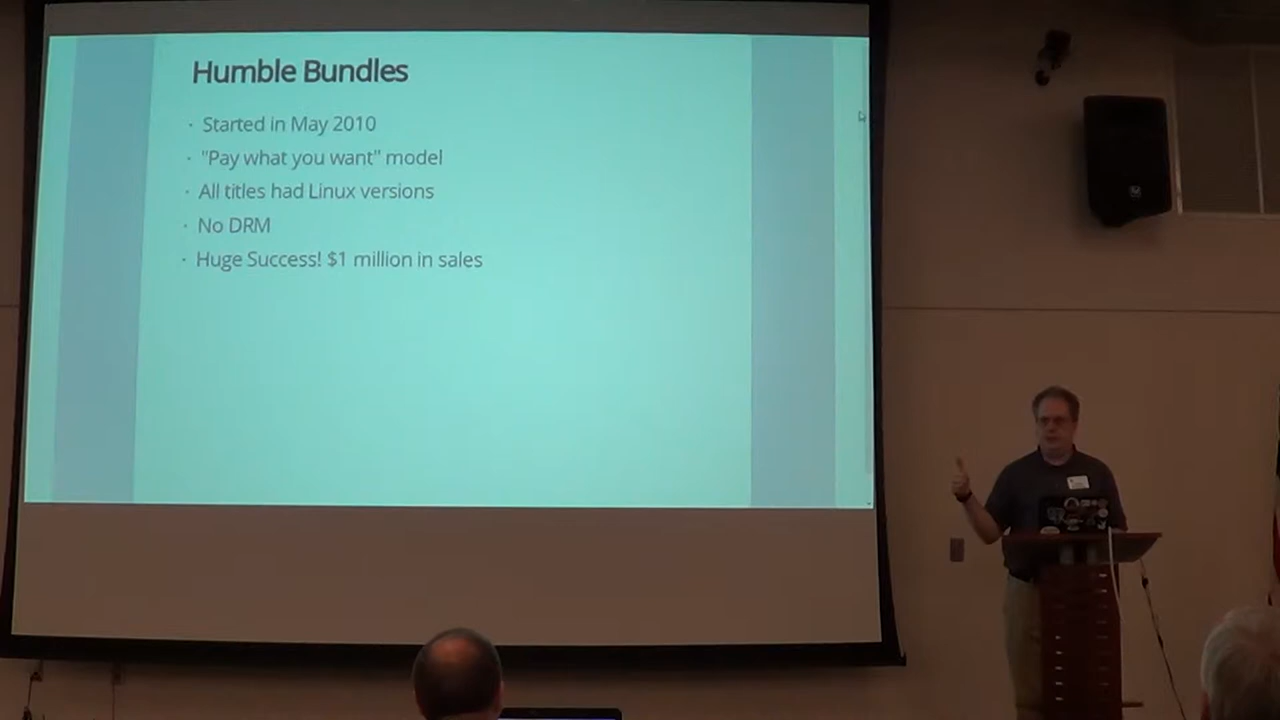 Humble Bundles
· Started in May 2010
· "Pay what you want" model
· All titles had Linux versions
· No DRM
· Huge Success! $1 million in sales